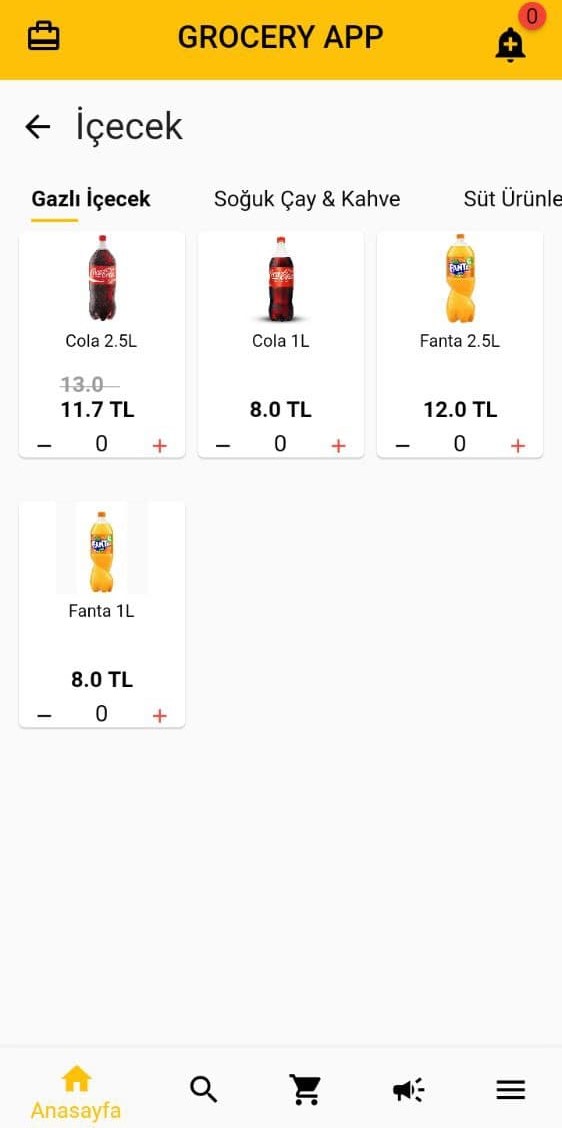 0
GROCERY APP
İçecek
Gazlı İçecek Soğuk Çay & Kahve Süt Ürünle
Cola 2.5L Cola 1L Fanta 2.5L
13.0
11.7 TL 8.0 TL 12.0 TL
− 0 + − 0 + − 0 +
Fanta 1L
8.0 TL
− 0 +
Anasayfa